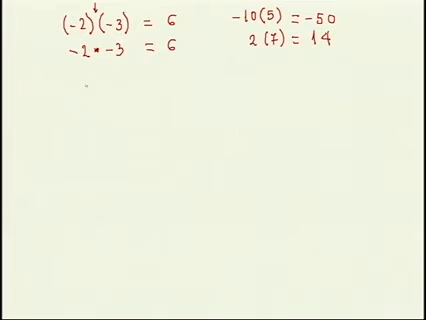 (-2)(-3) = 6
-2 • -3 = 6
-10(5) = -50
2(7) = 14